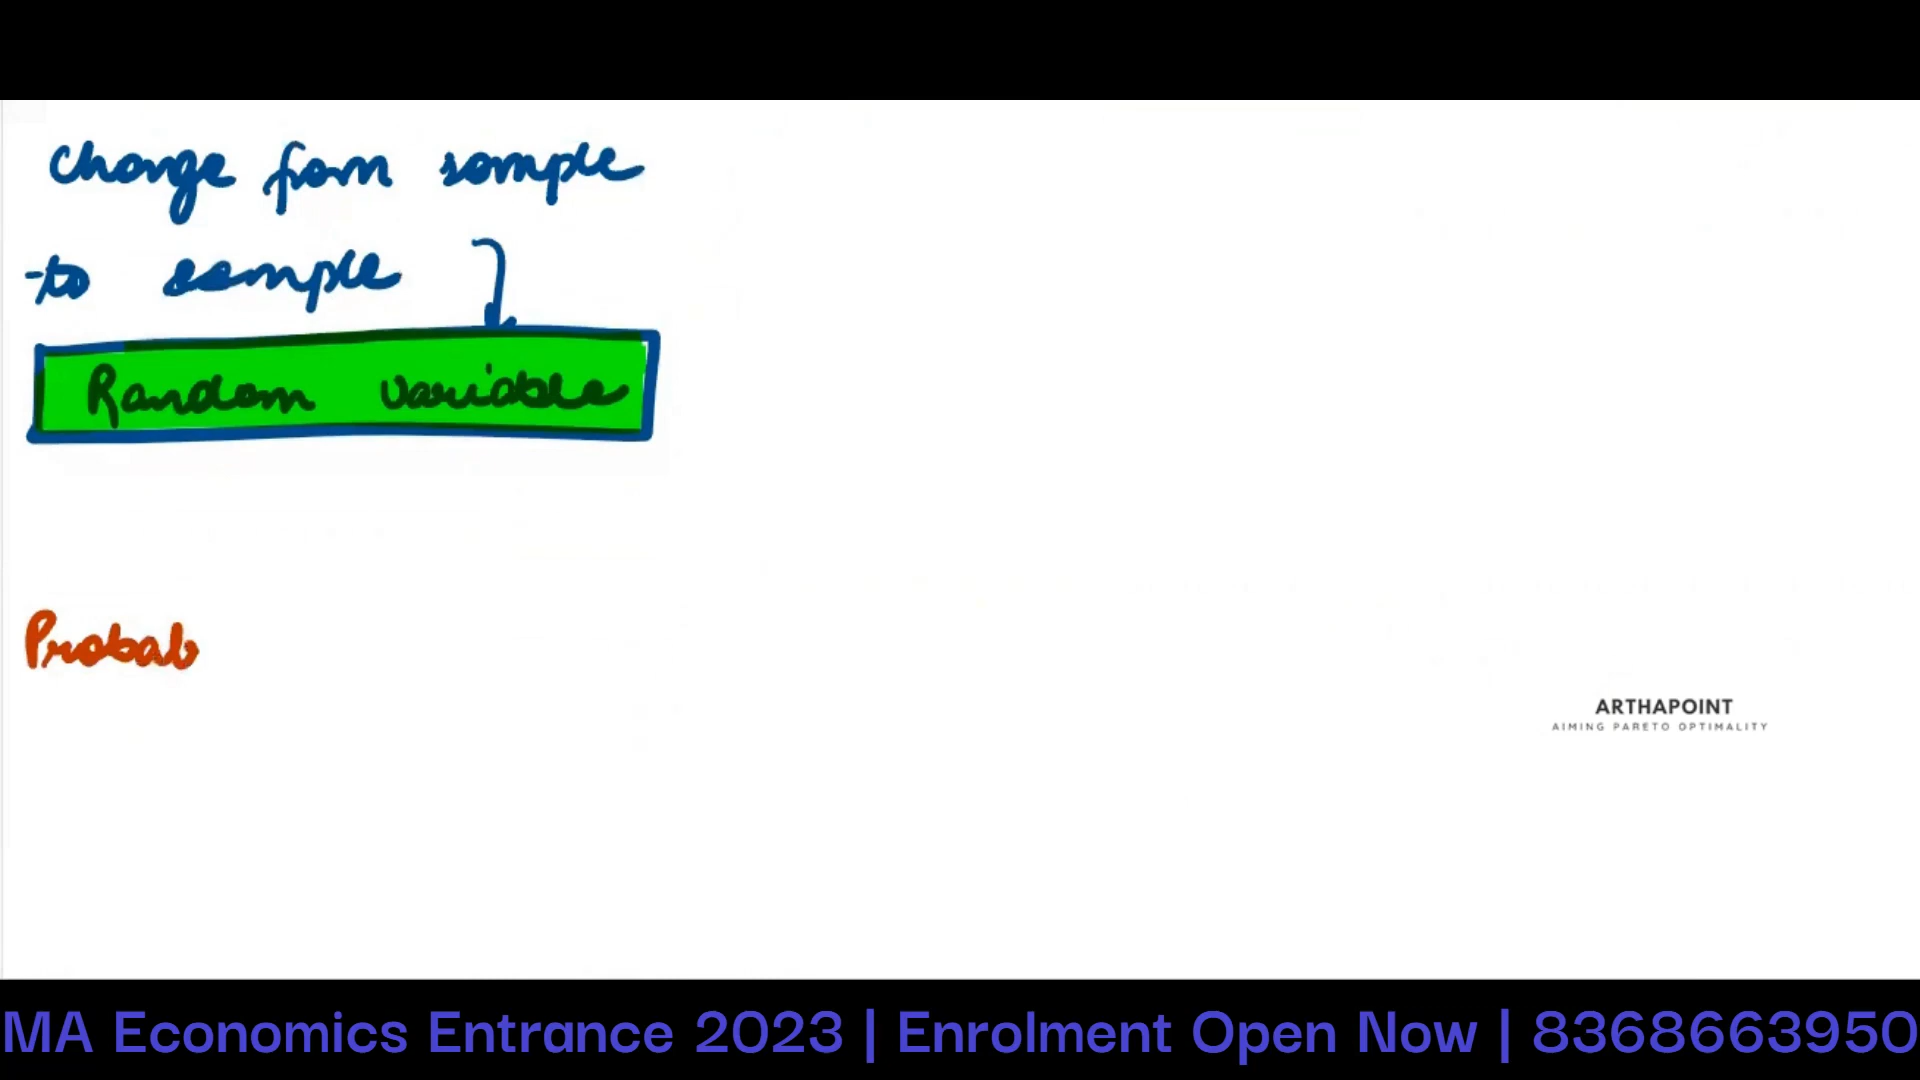 change from sample
to sample
Random variable
Probab
ARTHAPOINT
AIMING PARETO OPTIMALITY
MA Economics Entrance 2023 | Enrolment Open Now | 8368663950